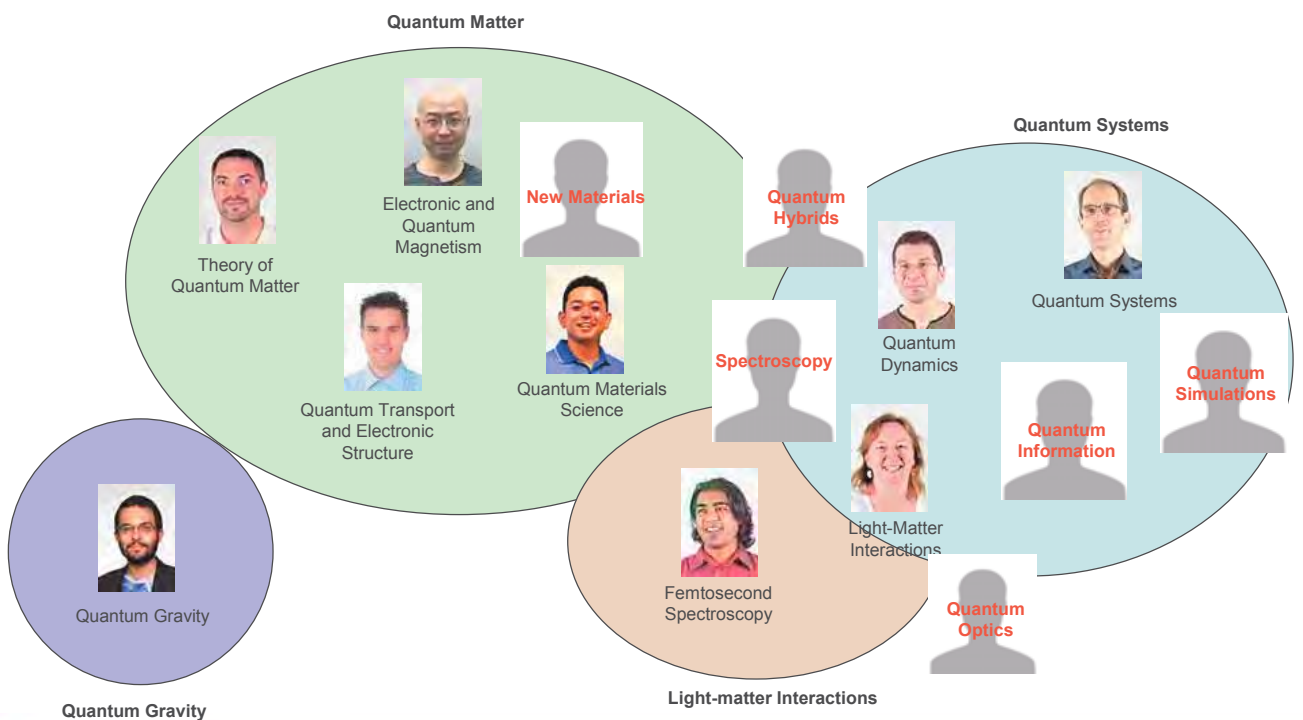 Quantum Matter
Quantum Systems
New Materials
Quantum
Hybrids
Electronic and
Quantum
Magnetism
Theory of
Quantum Matter
Quantum Systems
Quantum
Dynamics
Spectroscopy
Quantum
Simulations
Quantum Materials
Science
Quantum Transport
and Electronic
Structure
Quantum
Information
Light-Matter
Interactions
Femtosecond
Spectroscopy
Quantum
Optics
Quantum Gravity
Light-matter Interactions
Quantum Gravity